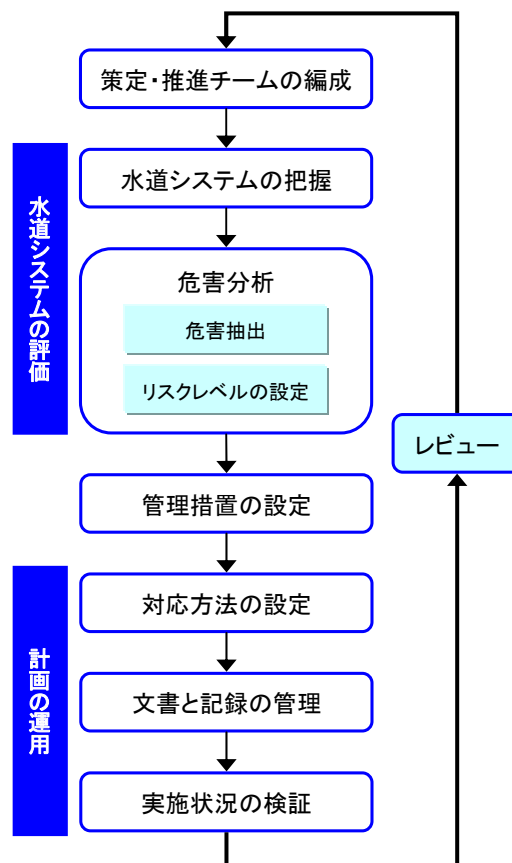 策定・推進チームの編成
水道システムの評価
水道システムの把握
危害分析
危害抽出
リスクレベルの設定
レビュー
管理措置の設定
計画の運用
対応方法の設定
文書と記録の管理
実施状況の検証